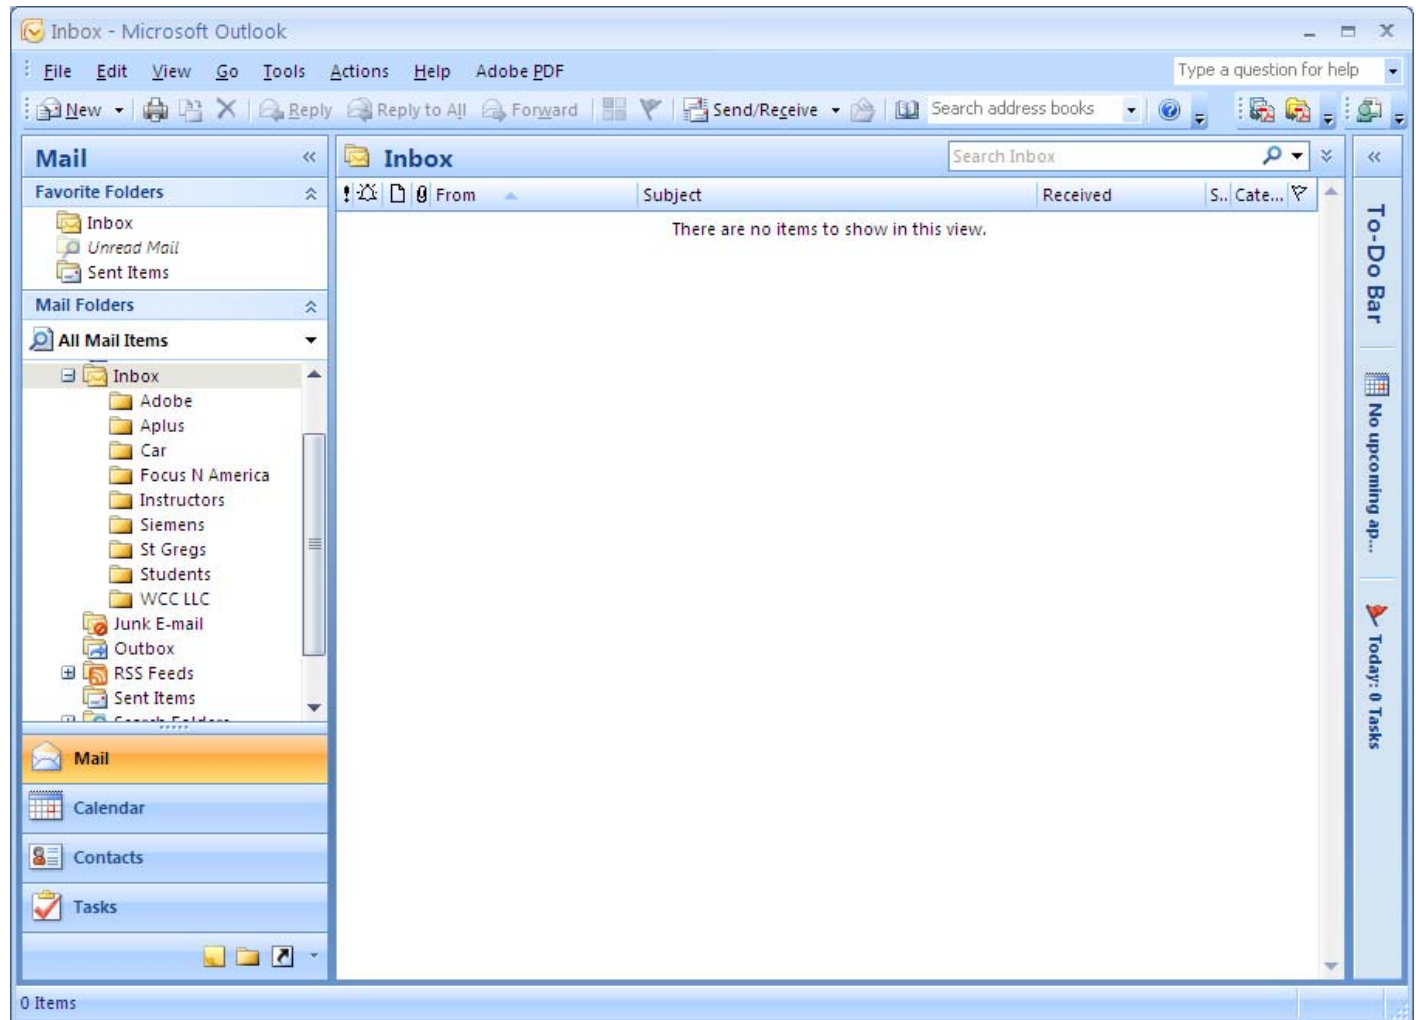 Inbox - Microsoft Outlook
File Edit View Go Tools Actions Help Adobe PDF Type a question for help
New Reply Reply to All Forward Send/Receive Search address books
Mail
Favorite Folders
Inbox
Unread Mail
Sent Items
Mail Folders
All Mail Items
Inbox
Adobe
Aplus
Car
Focus N America
Instructors
Siemens
St Gregs
Students
WCC LLC
Junk E-mail
Outbox
RSS Feeds
Sent Items
Search Folders
Mail
Calendar
Contacts
Tasks
Inbox Search Inbox
From Subject Received S.. Cate...
There are no items to show in this view.
To-Do Bar
No upcoming ap...
Today: 0 Tasks
0 Items